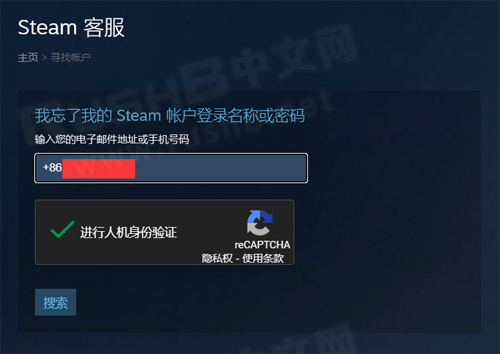 Steam 客服
主页 > 寻找帐户
我忘了我的 Steam 帐户登录名称或密码
输入您的电子邮件地址或手机号码
+86
进行人机身份验证
reCAPTCHA
隐私权 - 使用条款
搜索